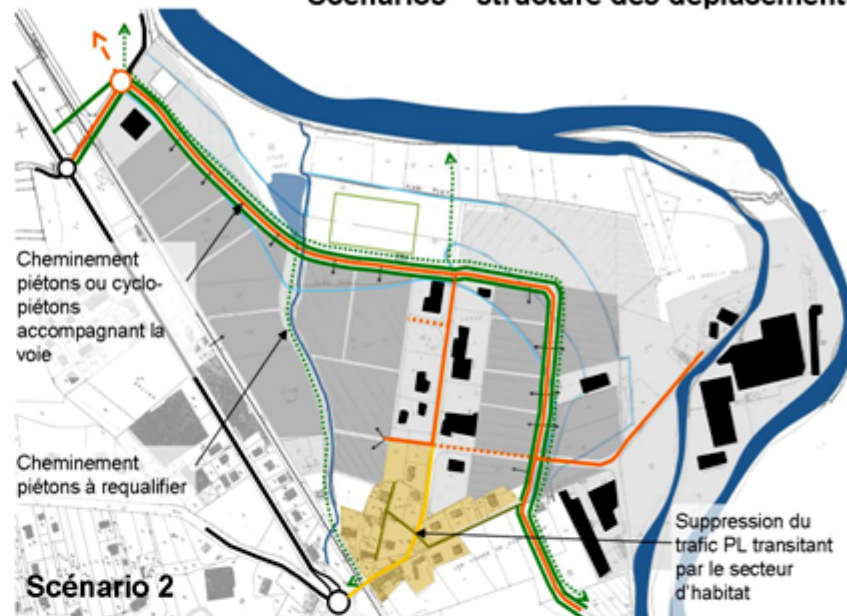 Scénarios - structure des déplacement
Cheminement
piétons ou cyclo-
piétons
accompagnant la
voie
Cheminement
piétons à requalifier
Suppression du
trafic PL transitant
par le secteur
d'habitat
Scénario 2